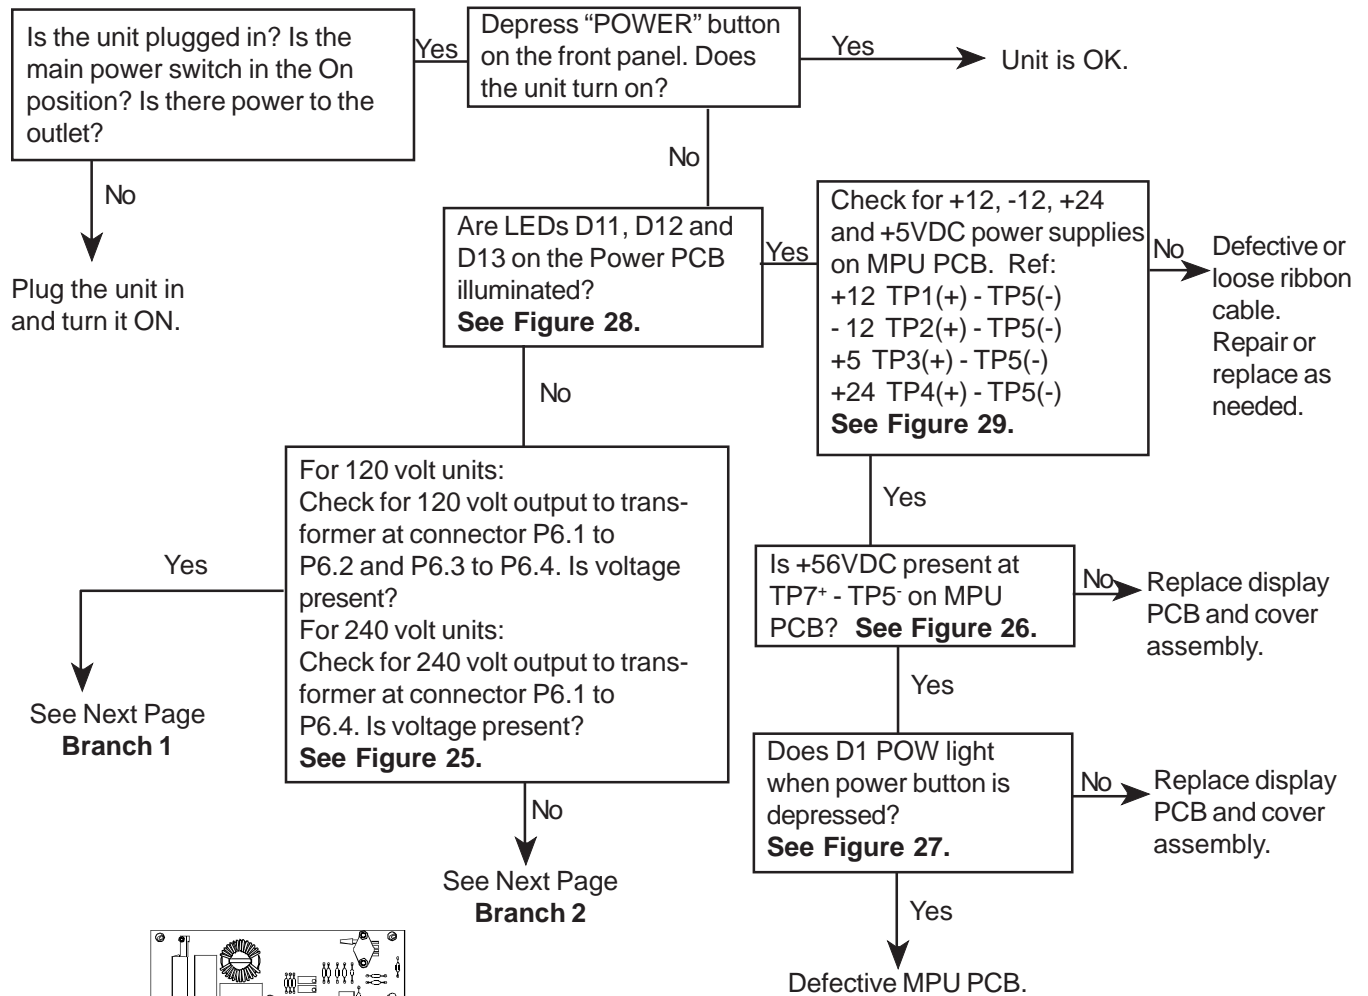 Is the unit plugged in? Is the
main power switch in the On
position? Is there power to the
outlet?
Yes
Depress “POWER” button
on the front panel. Does
the unit turn on?
Yes
Unit is OK.
No
Plug the unit in
and turn it ON.
No
Are LEDs D11, D12 and
D13 on the Power PCB
illuminated?
See Figure 28.
Yes
Check for +12, -12, +24
and +5VDC power supplies
on MPU PCB. Ref:
+12 TP1(+) - TP5(-)
- 12 TP2(+) - TP5(-)
+5 TP3(+) - TP5(-)
+24 TP4(+) - TP5(-)
See Figure 29.
No
Defective or
loose ribbon
cable.
Repair or
replace as
needed.
No
For 120 volt units:
Check for 120 volt output to trans-
former at connector P6.1 to
P6.2 and P6.3 to P6.4. Is voltage
present?
For 240 volt units:
Check for 240 volt output to trans-
former at connector P6.1 to
P6.4. Is voltage present?
See Figure 25.
Yes
See Next Page
Branch 1
No
See Next Page
Branch 2
Yes
Is +56VDC present at
TP7⁺ - TP5⁻ on MPU
PCB? See Figure 26.
No
Replace display
PCB and cover
assembly.
Yes
Does D1 POW light
when power button is
depressed?
See Figure 27.
No
Replace display
PCB and cover
assembly.
Yes
Defective MPU PCB.